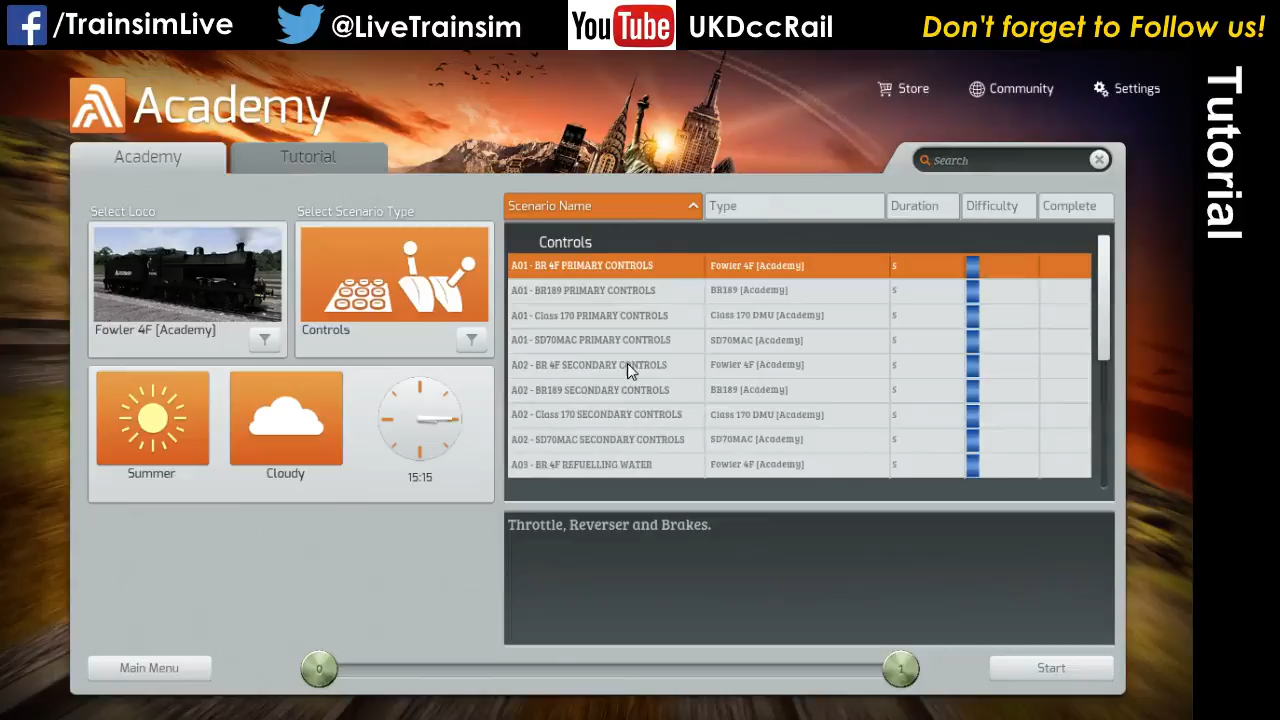 /TrainsimLive
@LiveTrainsim
YouTube UKDccRail
Don't forget to Follow us!
Tutorial
Academy
Store
Community
Settings
Academy
Tutorial
Search
Select Loco
Select Scenario Type
Fowler 4F [Academy]
Controls
Summer
Cloudy
15:15
Scenario Name Type Duration Difficulty Complete
Controls
A01 - BR 4F PRIMARY CONTROLS Fowler 4F [Academy] 5
A01 - BR189 PRIMARY CONTROLS BR189 [Academy] 5
A01 - Class 170 PRIMARY CONTROLS Class 170 DMU [Academy] 5
A01 - SD70MAC PRIMARY CONTROLS SD70MAC [Academy] 5
A02 - BR 4F SECONDARY CONTROLS Fowler 4F [Academy] 5
A02 - BR189 SECONDARY CONTROLS BR189 [Academy] 5
A02 - Class 170 SECONDARY CONTROLS Class 170 DMU [Academy] 5
A02 - SD70MAC SECONDARY CONTROLS SD70MAC [Academy] 5
A03 - BR 4F REFUELLING WATER Fowler 4F [Academy] 5
Throttle, Reverser and Brakes.
Main Menu
0
1
Start